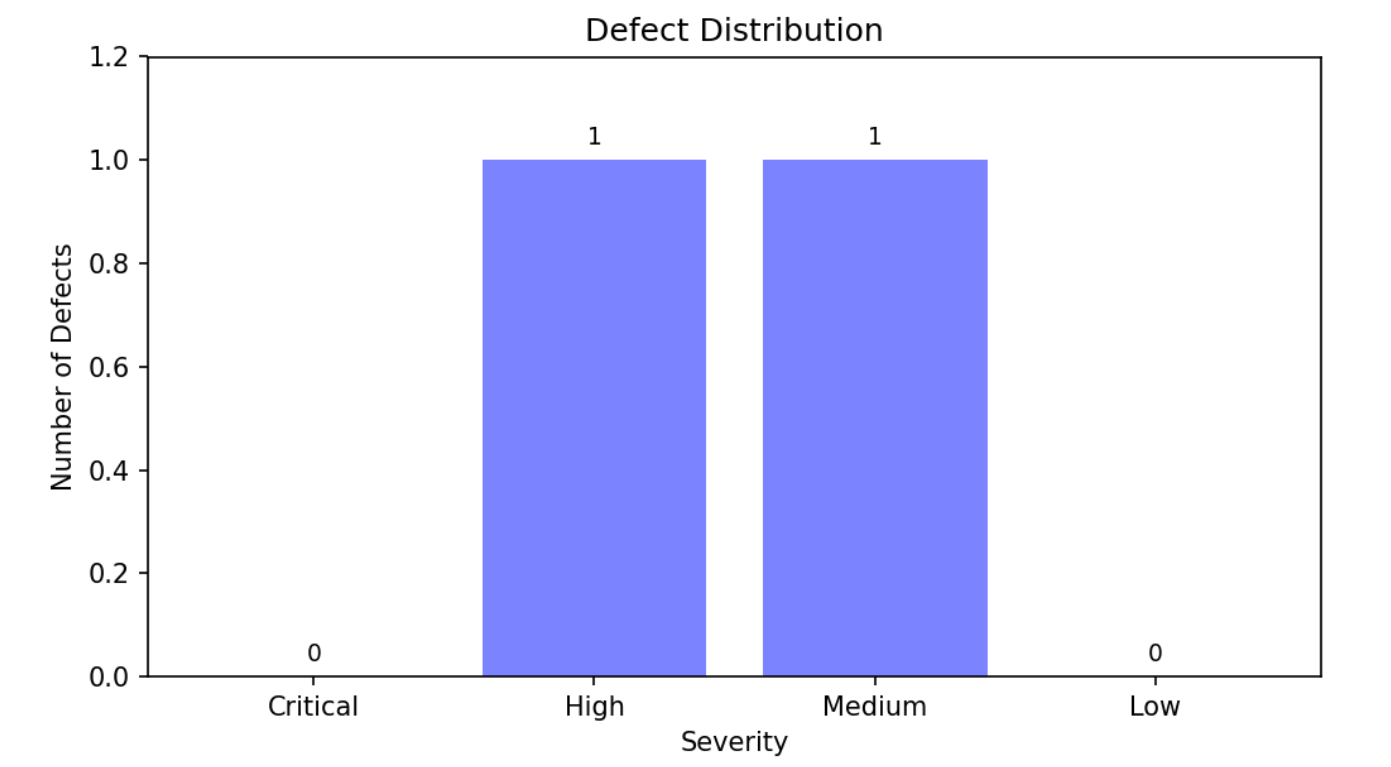 Defect Distribution
1.2
1.0
0.8
0.6
0.4
0.2
0.0
Number of Defects
0
1
1
0
Critical
High
Medium
Low
Severity